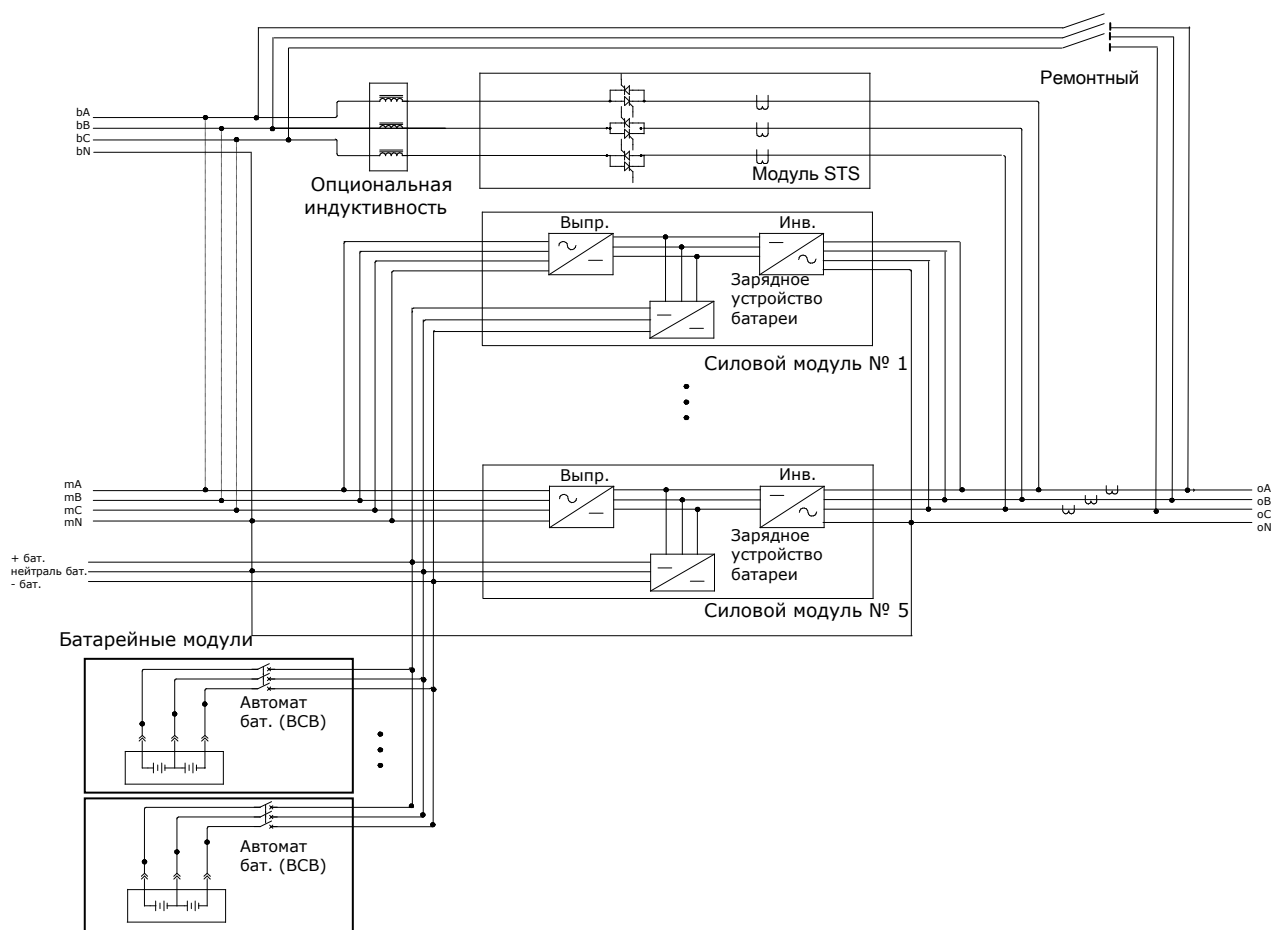 Ремонтный
bA
bB
bC
bN
Модуль STS
Опциональная
индуктивность
Выпр.
Инв.
Зарядное
устройство
батареи
Силовой модуль № 1
mA
mB
mC
mN
Выпр.
Инв.
oA
oB
oC
oN
Зарядное
устройство
батареи
+ бат.
нейтраль бат.
- бат.
Силовой модуль № 5
Батарейные модули
Автомат
бат. (BCB)
Автомат
бат. (BCB)